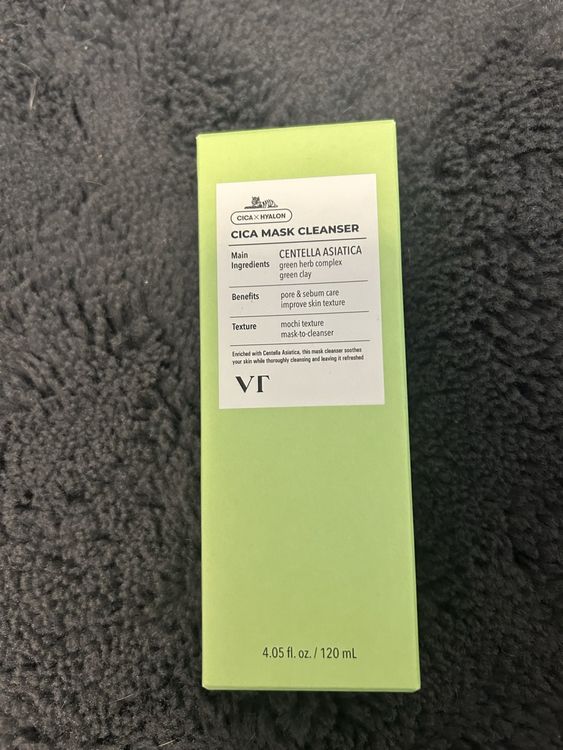 CICA×HYALON
CICA MASK CLEANSER
Main Ingredients
CENTELLA ASIATICA
green herb complex
green clay
Benefits
pore & sebum care
improve skin texture
Texture
mochi texture
mask-to-cleanser
Enriched with Centella Asiatica, this mask cleanser soothes
your skin while thoroughly cleansing and leaving it refreshed
VT
4.05 fl. oz. / 120 mL